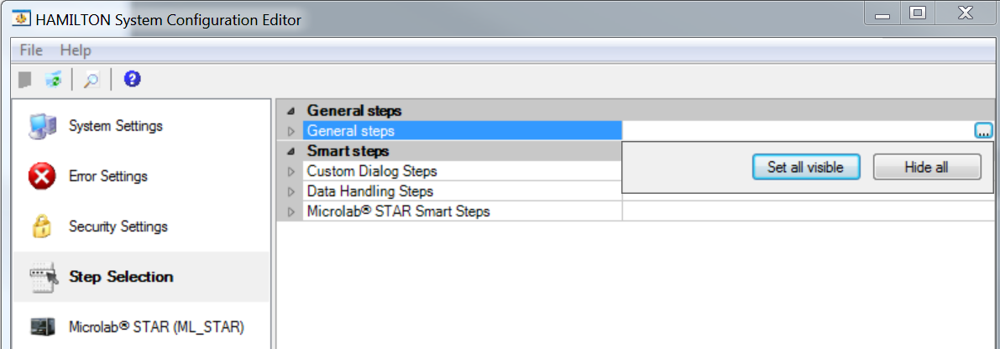 HAMILTON System Configuration Editor
File Help
System Settings
Error Settings
Security Settings
Step Selection
Microlab® STAR (ML_STAR)
General steps
General steps
...
Set all visible Hide all
Smart steps
Custom Dialog Steps
Data Handling Steps
Microlab® STAR Smart Steps